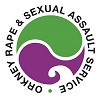 ORKNEY RAPE & SEXUAL ASSAULT SERVICE •